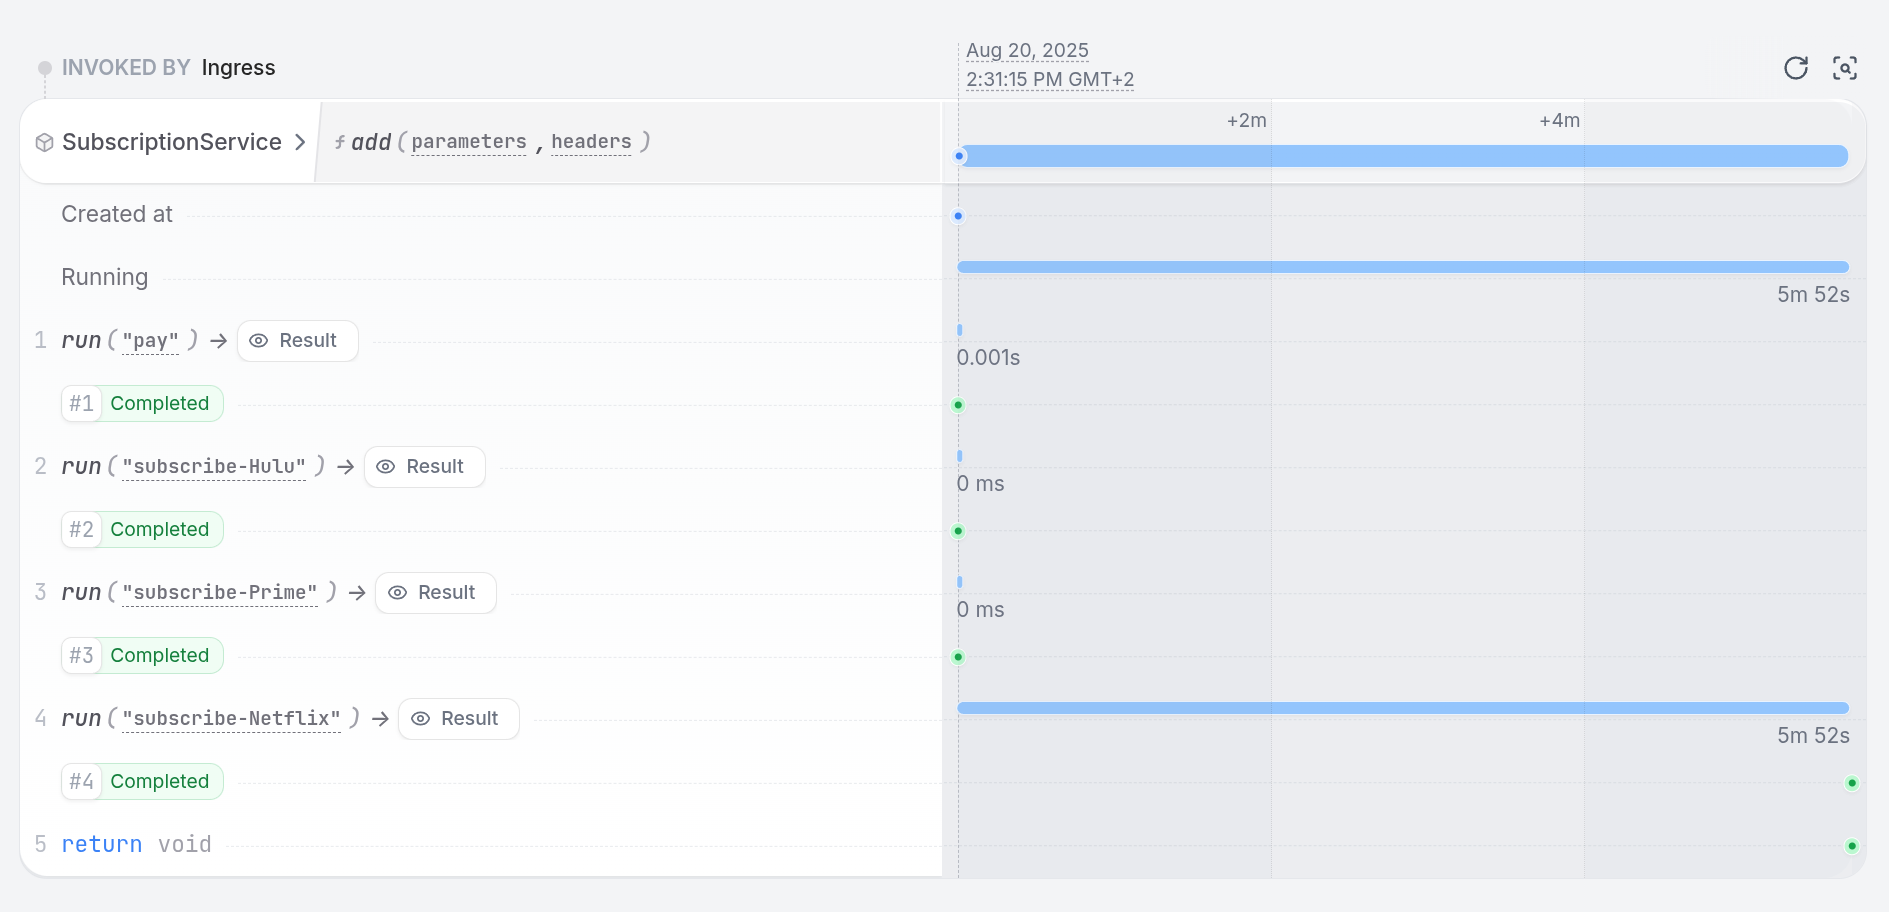 INVOKED BY Ingress
Aug 20, 2025
2:31:15 PM GMT+2
SubscriptionService
ƒ add(parameters, headers)
+2m
+4m
Created at
Running
5m 52s
1 run("pay") → Result
0.001s
#1 Completed
2 run("subscribe-Hulu") → Result
0 ms
#2 Completed
3 run("subscribe-Prime") → Result
0 ms
#3 Completed
4 run("subscribe-Netflix") → Result
5m 52s
#4 Completed
5 return void